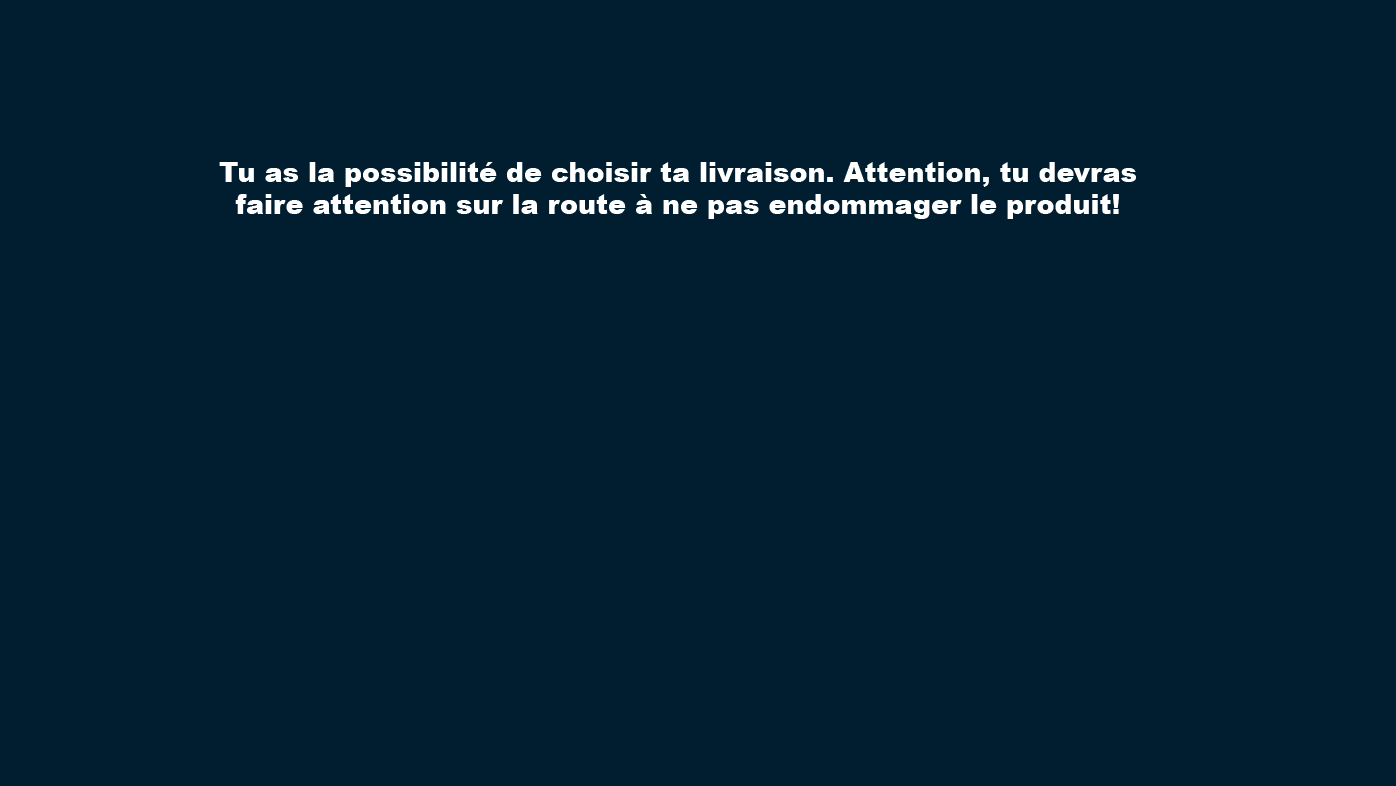 Tu as la possibilité de choisir ta livraison. Attention, tu devras
faire attention sur la route à ne pas endommager le produit!